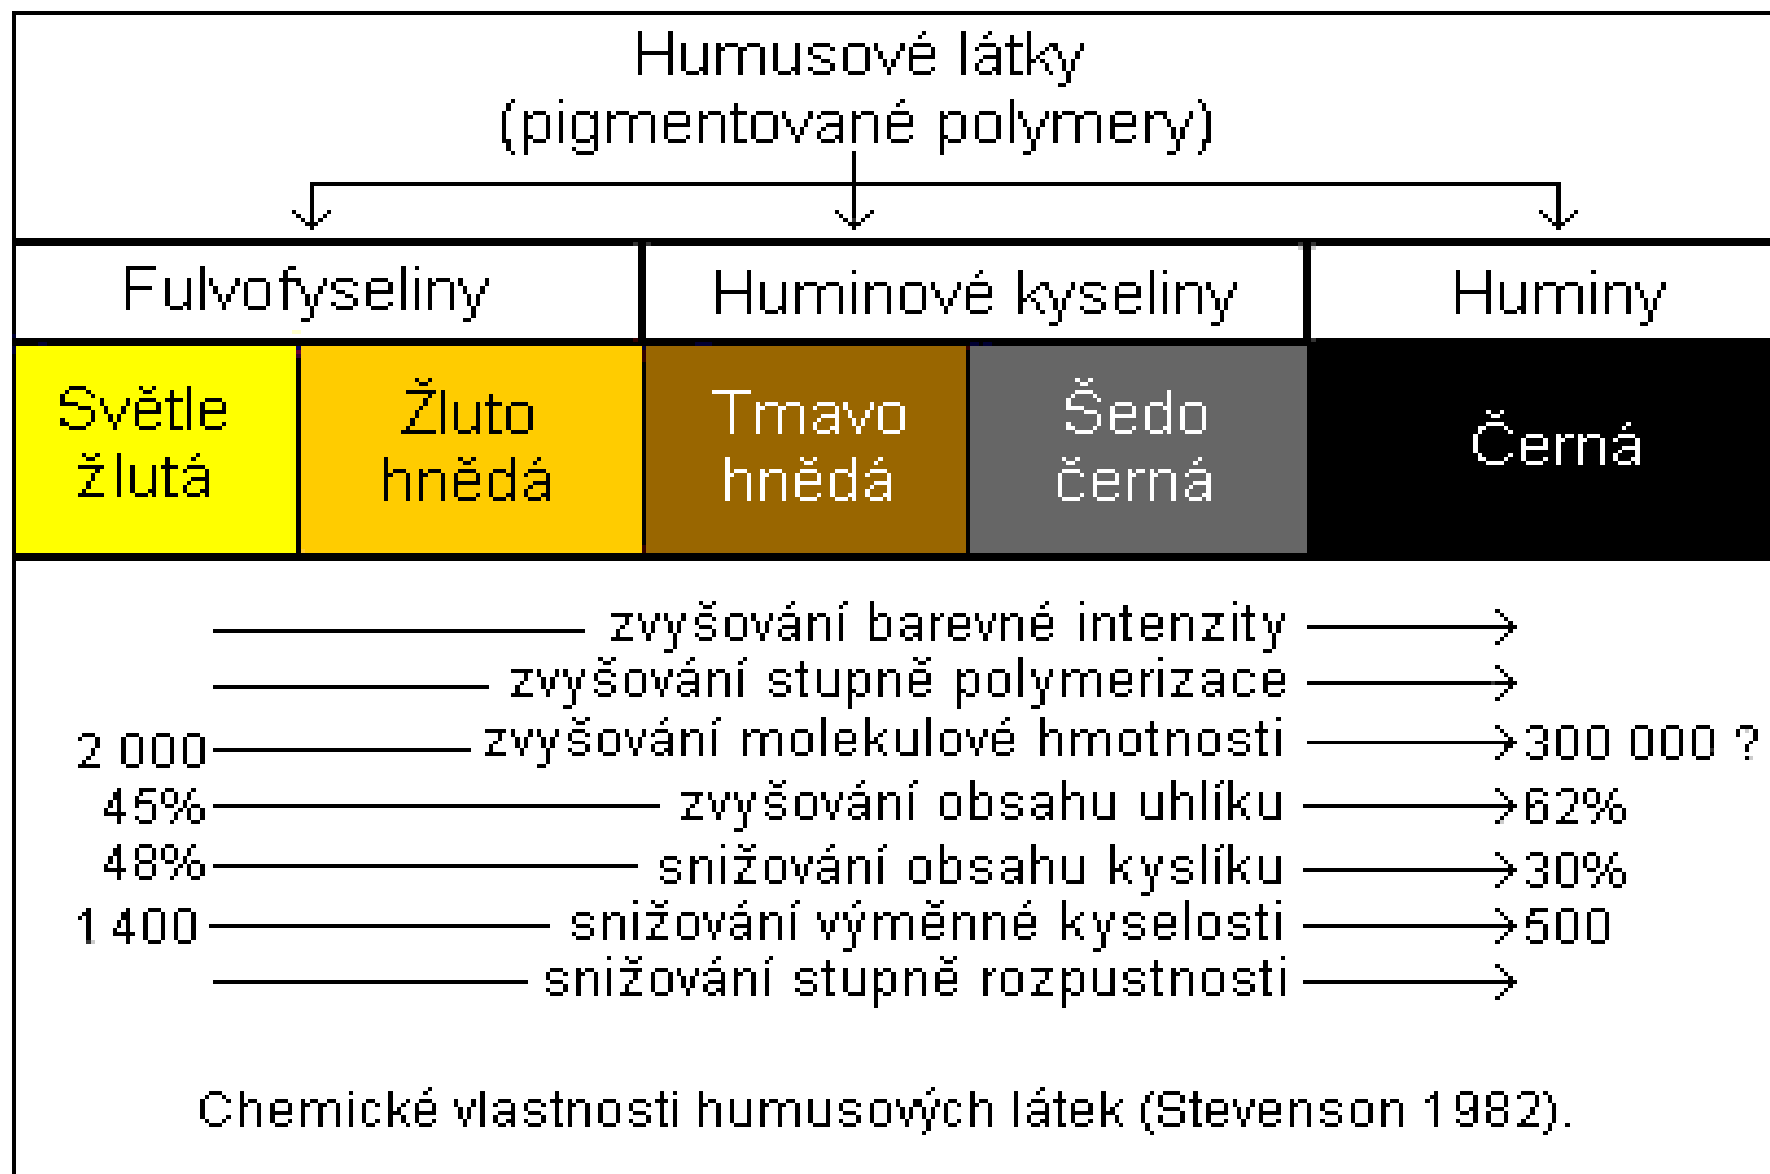 Humusové látky
(pigmentované polymery)
Fulvofyseliny Huminové kyseliny Huminy
Světle žlutá
Žluto hnědá
Tmavo hnědá
Šedo černá
Černá
zvyšování barevné intenzity
zvyšování stupně polymerizace
2 000 zvyšování molekulové hmotnosti 300 000 ?
45% zvyšování obsahu uhlíku 62%
48% snižování obsahu kyslíku 30%
1 400 snižování výměnné kyselosti 500
snižování stupně rozpustnosti
Chemické vlastnosti humusových látek (Stevenson 1982).